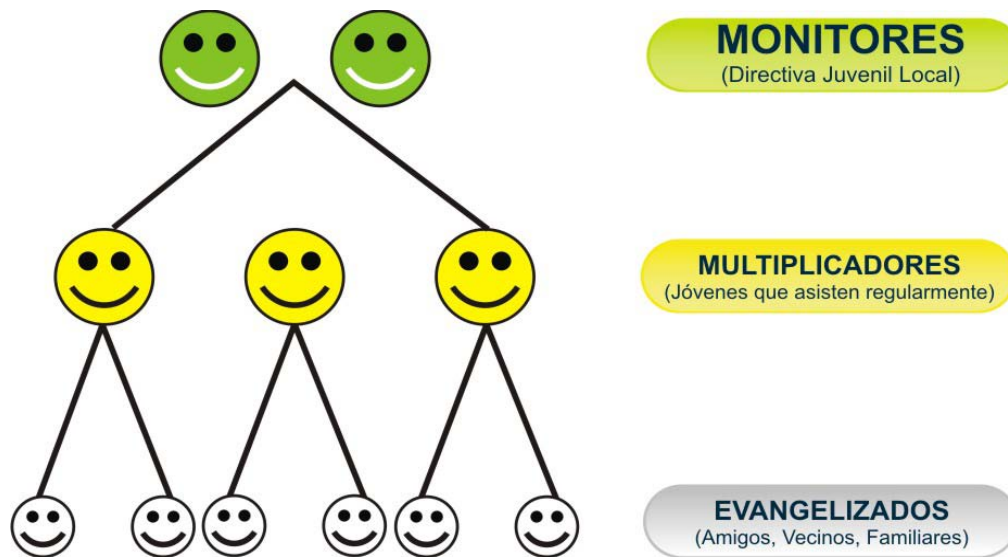 MONITORES
(Directiva Juvenil Local)
MULTIPLICADORES
(Jóvenes que asisten regularmente)
EVANGELIZADOS
(Amigos, Vecinos, Familiares)